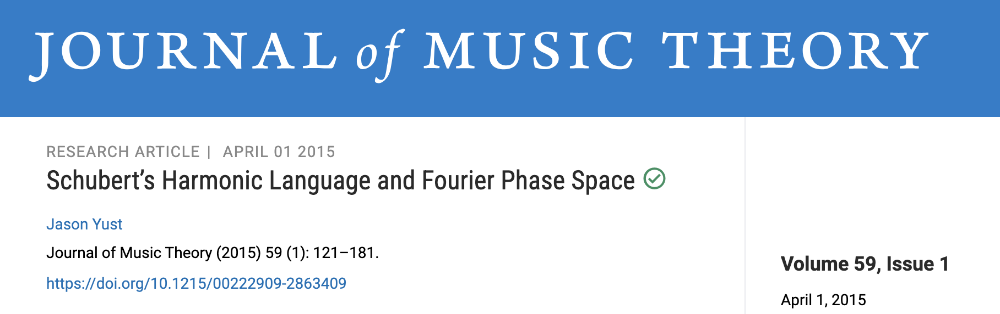 JOURNAL of MUSIC THEORY
RESEARCH ARTICLE | APRIL 01 2015
Schubert’s Harmonic Language and Fourier Phase Space
Jason Yust
Journal of Music Theory (2015) 59 (1): 121–181.
https://doi.org/10.1215/00222909-2863409
Volume 59, Issue 1
April 1, 2015